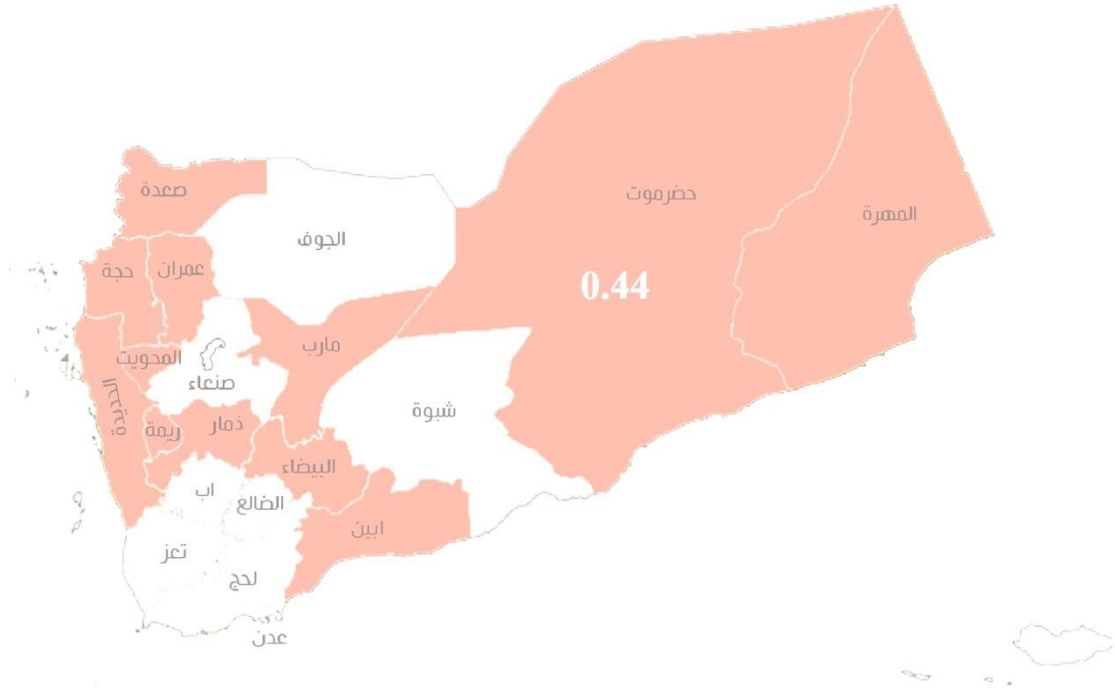 صعدة
حضرموت
المهرة
الجوف
حجة
عمران
0.44
مارب
المحويت
صنعاء
الحديدة
شبوة
ريمة
ذمار
البيضاء
اب
الضالع
ابين
تعز
لحج
عدن